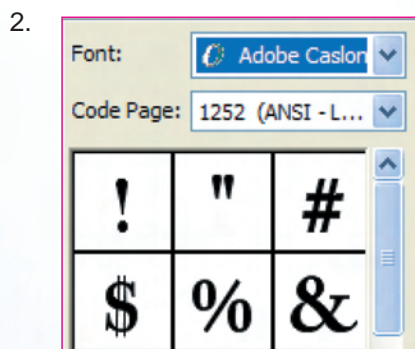 2.
Font: Adobe Caslon
Code Page: 1252 (ANSI - L...
! " #
$ % &